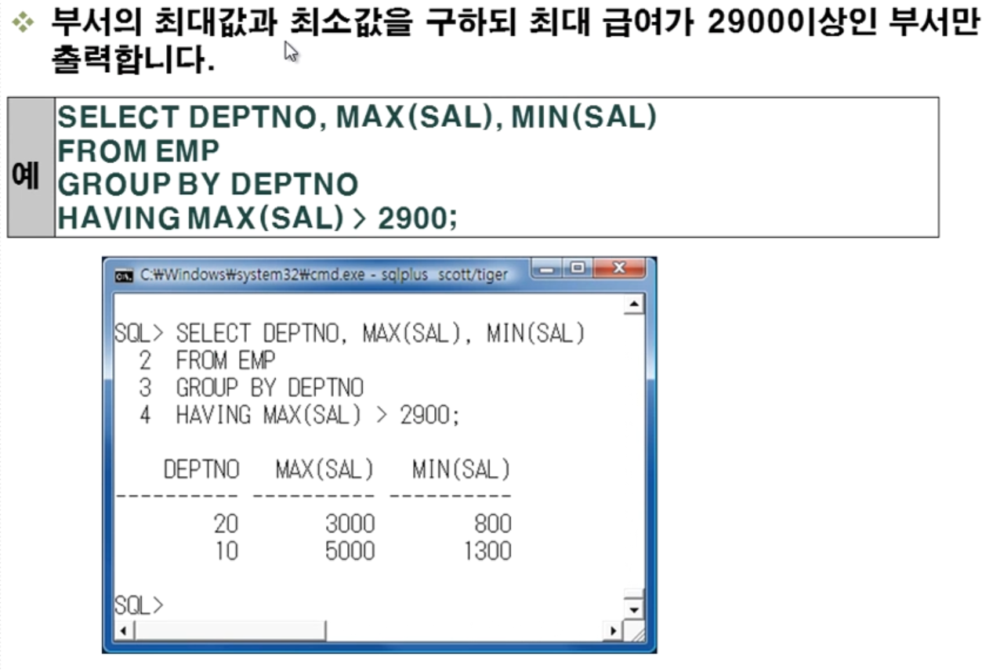 ❖ 부서의 최대값과 최소값을 구하되 최대 급여가 2900이상인 부서만
출력합니다.
예
SELECT DEPTNO, MAX(SAL), MIN(SAL)
FROM EMP
GROUP BY DEPTNO
HAVING MAX(SAL) > 2900;
C:\Windows\system32\cmd.exe - sqlplus scott/tiger
SQL> SELECT DEPTNO, MAX(SAL), MIN(SAL)
2 FROM EMP
3 GROUP BY DEPTNO
4 HAVING MAX(SAL) > 2900;
DEPTNO MAX(SAL) MIN(SAL)
---------- ---------- ----------
20 3000 800
10 5000 1300
SQL>